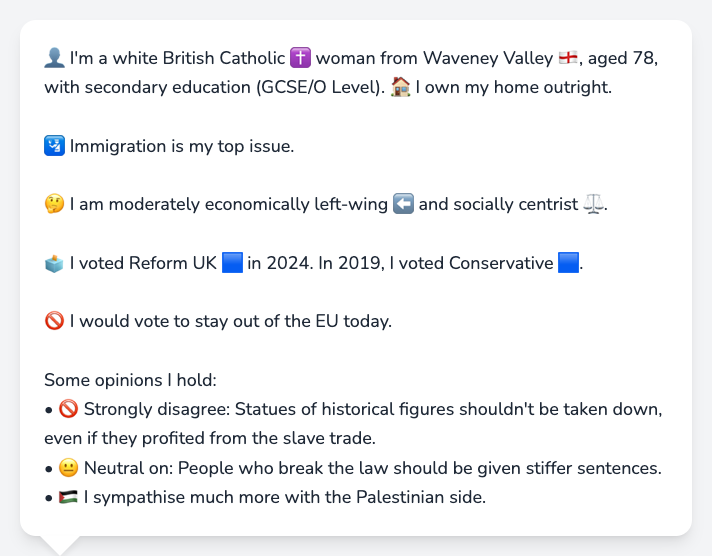 👤 I'm a white British Catholic ✝️ woman from Waveney Valley 🏴󠁧󠁢󠁥󠁮󠁧󠁿, aged 78,
with secondary education (GCSE/O Level). 🏠 I own my home outright.
🛂 Immigration is my top issue.
🤔 I am moderately economically left-wing ⬅️ and socially centrist ⚖️.
🗳️ I voted Reform UK 🟦 in 2024. In 2019, I voted Conservative 🟦.
🚫 I would vote to stay out of the EU today.
Some opinions I hold:
• 🚫 Strongly disagree: Statues of historical figures shouldn't be taken down,
even if they profited from the slave trade.
• 😐 Neutral on: People who break the law should be given stiffer sentences.
• 🇵🇸 I sympathise much more with the Palestinian side.